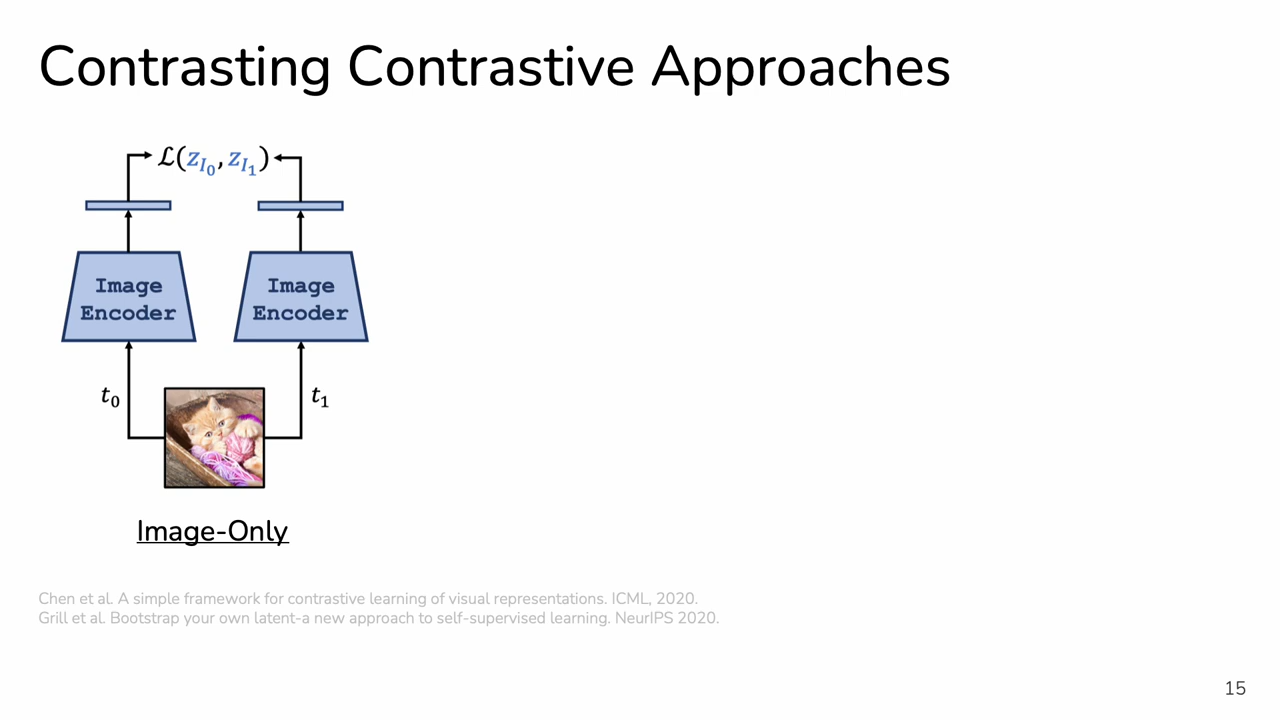 Contrasting Contrastive Approaches
ℒ(z_{I_0}, z_{I_1})
Image
Encoder
Image
Encoder
t_0
t_1
Image-Only
Chen et al. A simple framework for contrastive learning of visual representations. ICML, 2020.
Grill et al. Bootstrap your own latent-a new approach to self-supervised learning. NeurIPS 2020.
15